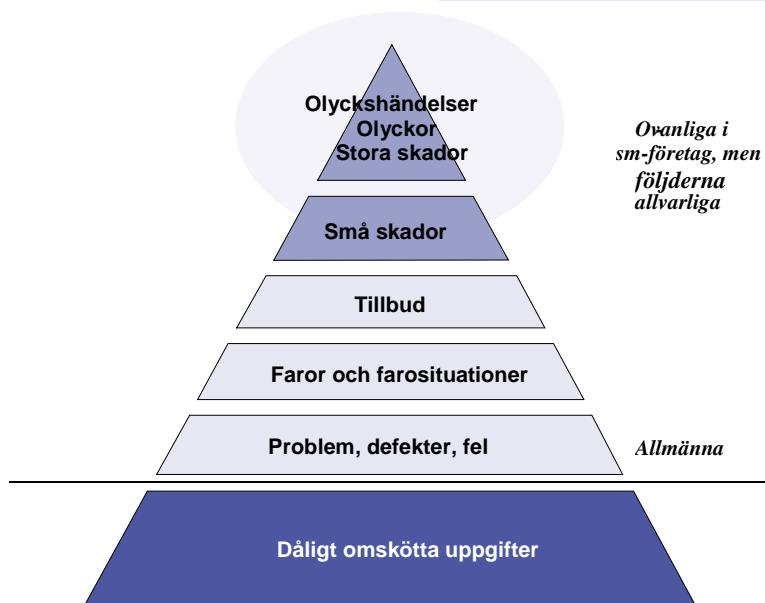 Olyckshändelser
Olyckor
Stora skador
Ovanliga i
sm-företag, men
följderna
allvarliga
Små skador
Tillbud
Faror och farosituationer
Problem, defekter, fel
Allmänna
Dåligt omskötta uppgifter